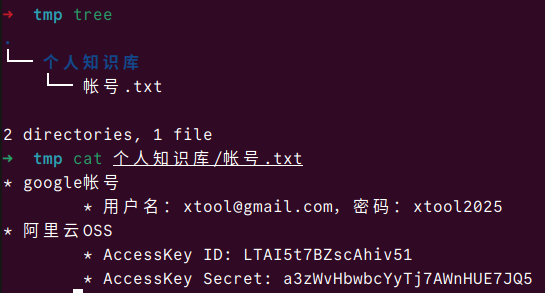 → tmp tree
.
└── 个人知识库
    └── 帐号.txt
2 directories, 1 file
→ tmp cat 个人知识库/帐号.txt
* google帐号
        * 用户名: xtool@gmail.com, 密码: xtool2025
* 阿里云OSS
        * AccessKey ID: LTAI5t7BZscAhiv51
        * AccessKey Secret: a3zWvHbwbcYyTj7AWnHUE7JQ5